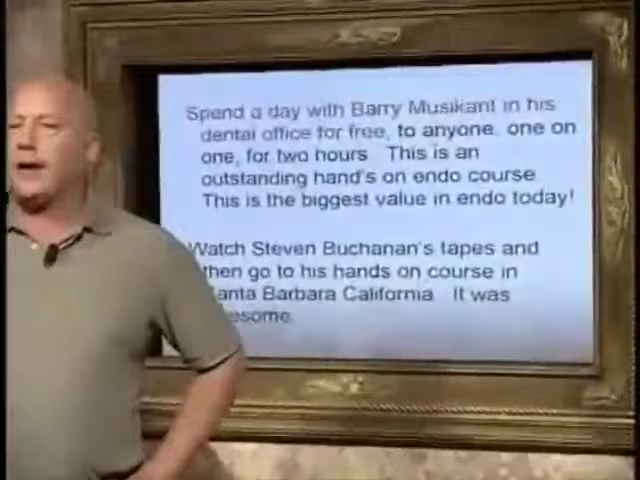 Spend a day with Barry Musikant in his
dental office for free, to anyone, one on
one, for two hours This is an
outstanding hand's on endo course
This is the biggest value in endo today!
Watch Steven Buchanan's tapes and
then go to his hands on course in
anta Barbara California It was
esome.